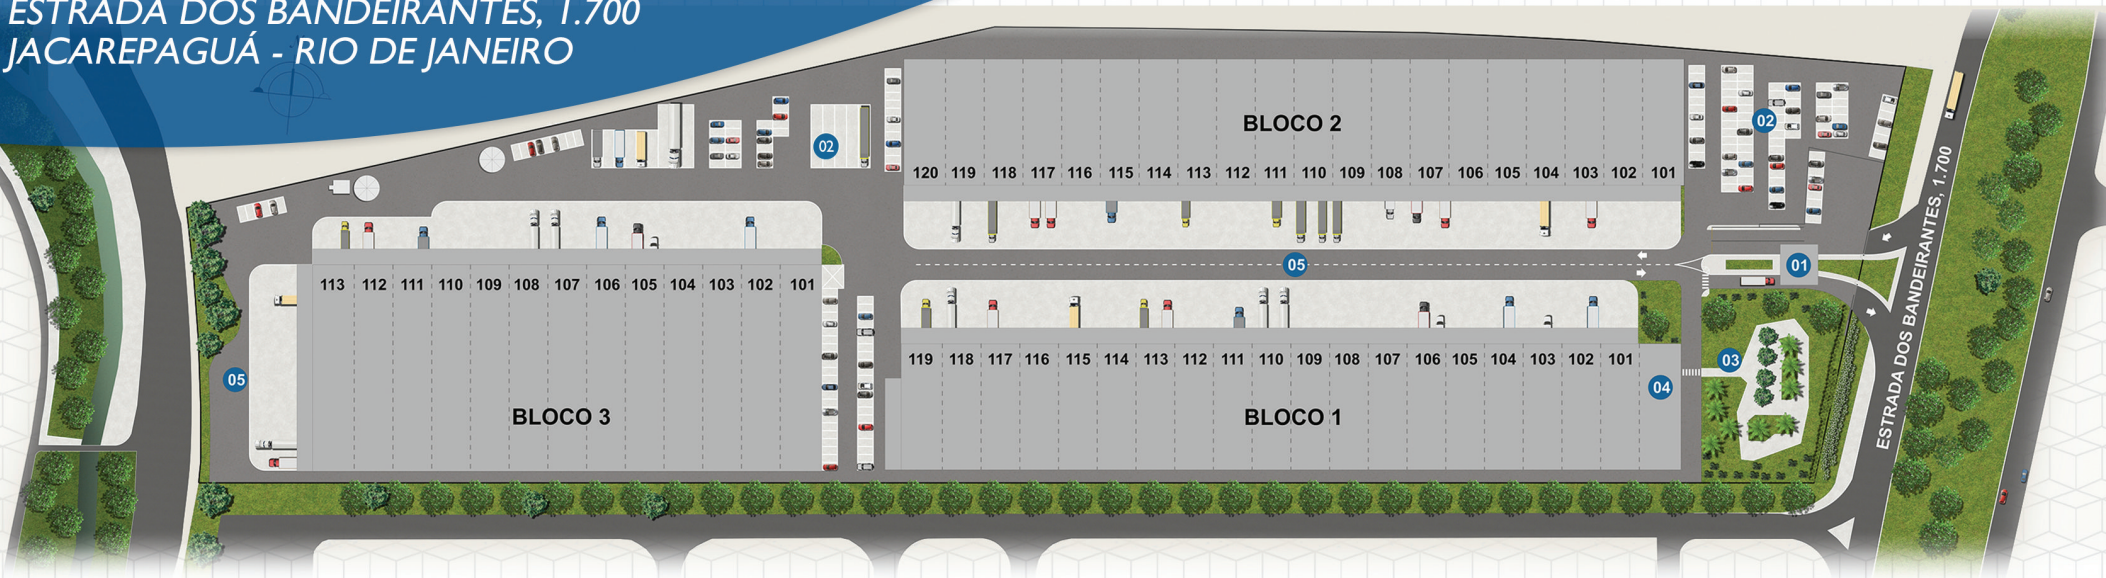 ESTRADA DOS BANDEIRANTES, 1.700
JACAREPAGUÁ - RIO DE JANEIRO
BLOCO 2
02
02
120 119 118 117 116 115 114 113 112 111 110 109 108 107 106 105 104 103 102 101
ESTRADA DOS BANDEIRANTES, 1.700
05
01
113 112 111 110 109 108 107 106 105 104 103 102 101
119 118 117 116 115 114 113 112 111 110 109 108 107 106 105 104 103 102 101
03
05
04
BLOCO 3
BLOCO 1